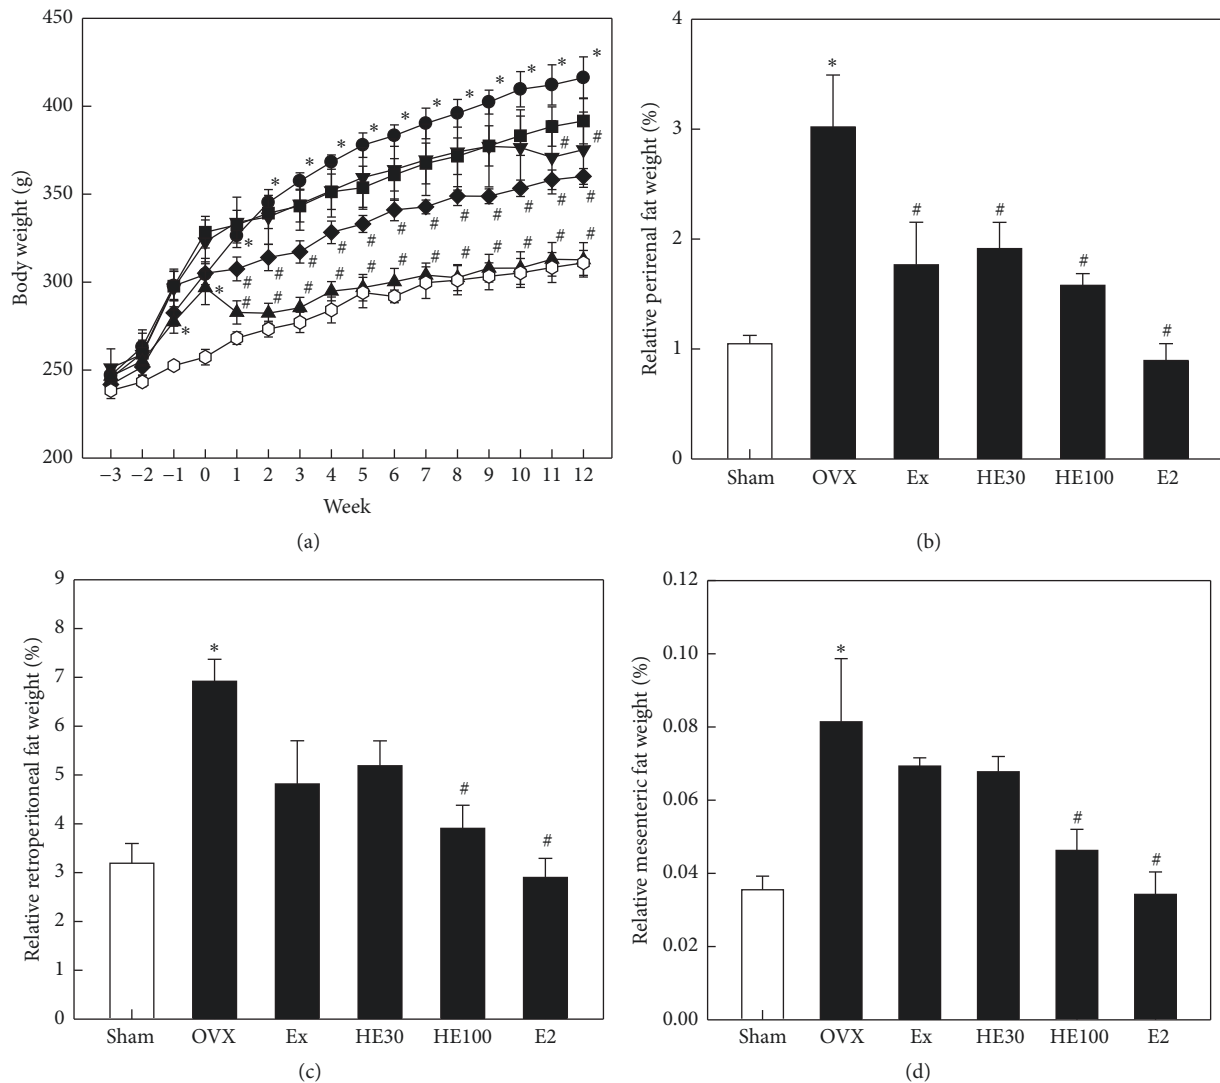 450
400
350
300
250
200
Body weight (g)
* * * * * * * * * * * *
# #
# # # # # # # # # # # #
# # # # # # # # # # # #
* *
−3 −2 −1 0 1 2 3 4 5 6 7 8 9 10 11 12
Week
(a)
4
3
2
1
0
Relative perirenal fat weight (%)
* # # # #
Sham OVX Ex HE30 HE100 E2
(b)
9
8
7
6
5
4
3
2
1
0
Relative retroperitoneal fat weight (%)
* # #
Sham OVX Ex HE30 HE100 E2
(c)
0.12
0.10
0.08
0.06
0.04
0.02
0.00
Relative mesenteric fat weight (%)
* # #
Sham OVX Ex HE30 HE100 E2
(d)